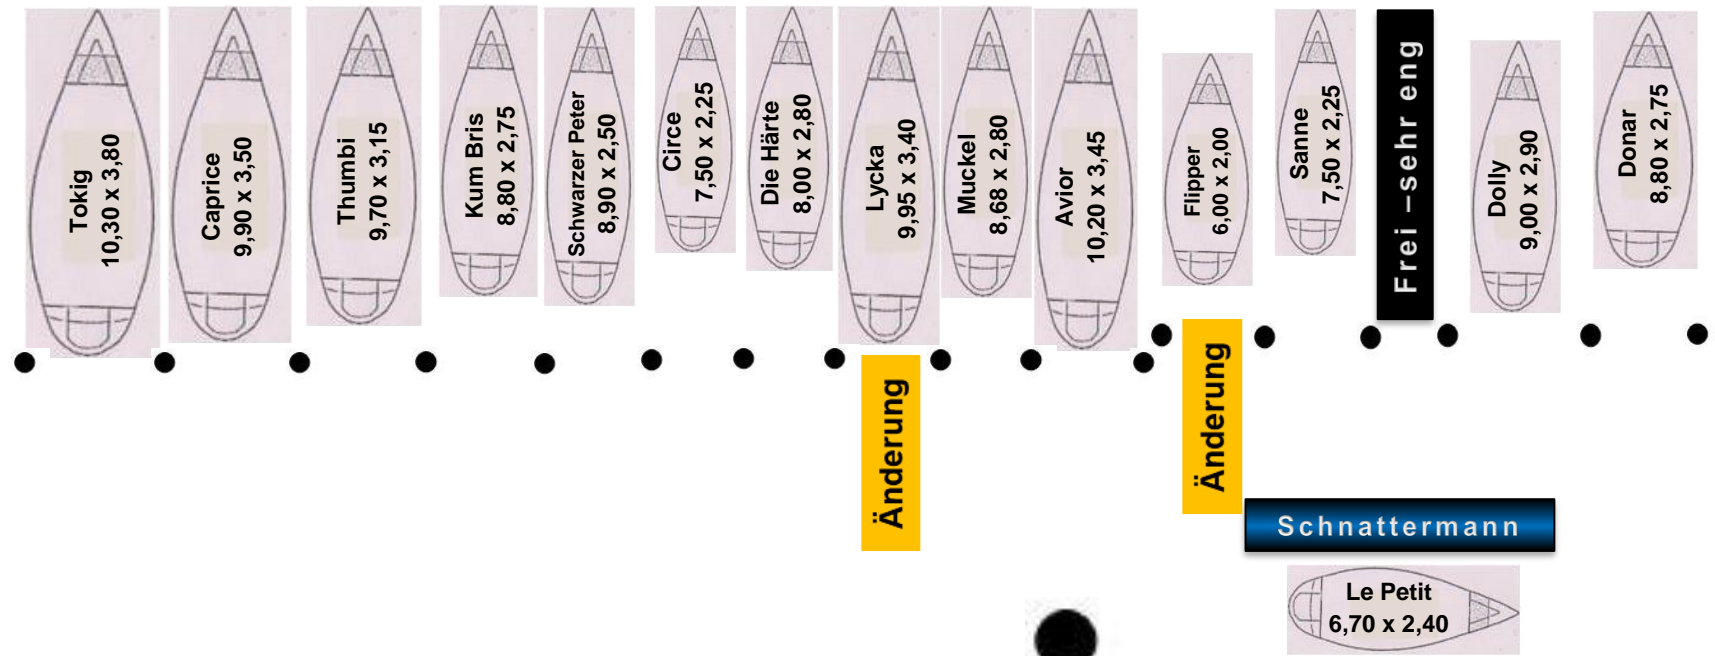 Tokig
10,30 x 3,80
Caprice
9,90 x 3,50
Thumbi
9,70 x 3,15
Kum Bris
8,80 x 2,75
Schwarzer Peter
8,90 x 2,50
Circe
7,50 x 2,25
Die Härte
8,00 x 2,80
Lycka
9,95 x 3,40
Muckel
8,68 x 2,80
Avior
10,20 x 3,45
Flipper
6,00 x 2,00
Sanne
7,50 x 2,25
Frei –sehr eng
Dolly
9,00 x 2,90
Donar
8,80 x 2,75
Änderung
Änderung
Schnattermann
Le Petit
6,70 x 2,40